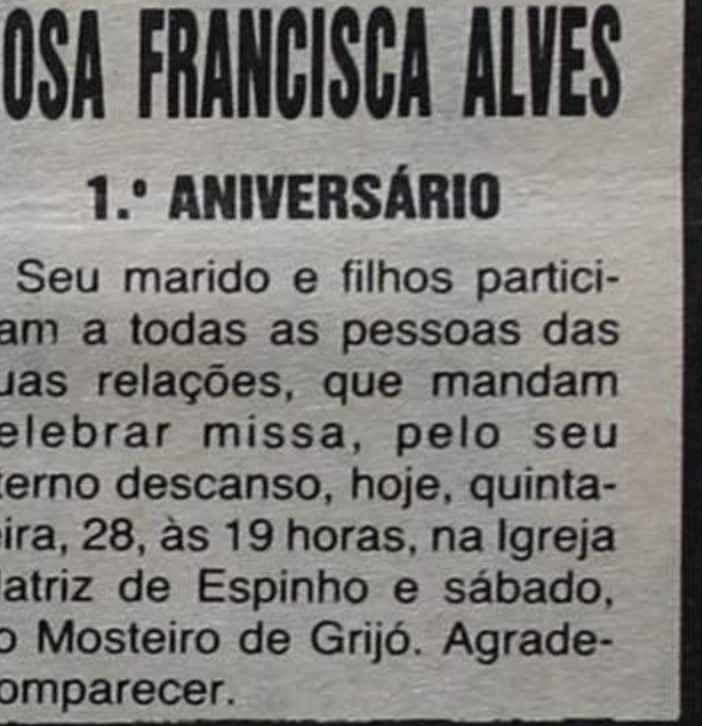 OSA FRANCISCA ALVES
1.º ANIVERSÁRIO
Seu marido e filhos partici-
am a todas as pessoas das
uas relações, que mandam
elebrar missa, pelo seu
terno descanso, hoje, quinta-
eira, 28, às 19 horas, na Igreja
latriz de Espinho e sábado,
o Mosteiro de Grijó. Agrade-
omparecer.